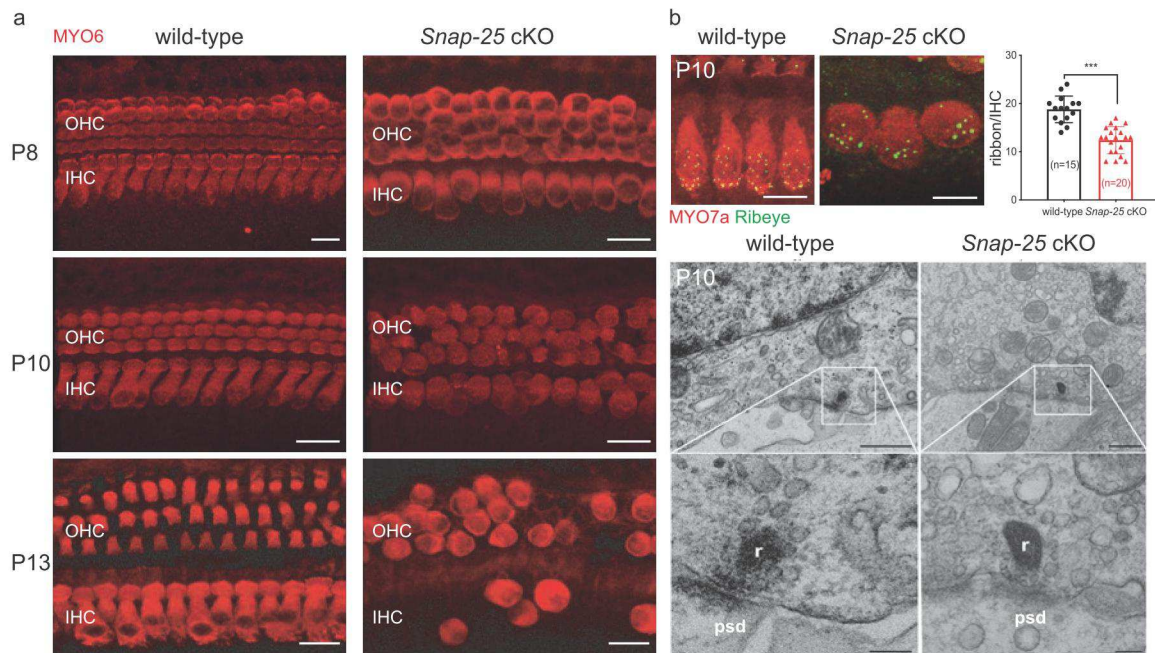 a
MYO6
wild-type
Snap-25 cKO
P8
OHC
IHC
OHC
IHC
P10
OHC
IHC
OHC
IHC
P13
OHC
IHC
OHC
IHC
b
wild-type
Snap-25 cKO
P10
MYO7a Ribeye
ribbon/IHC
30
20
10
0
***
(n=15)
(n=20)
wild-type Snap-25 cKO
wild-type
Snap-25 cKO
P10
r
psd
r
psd